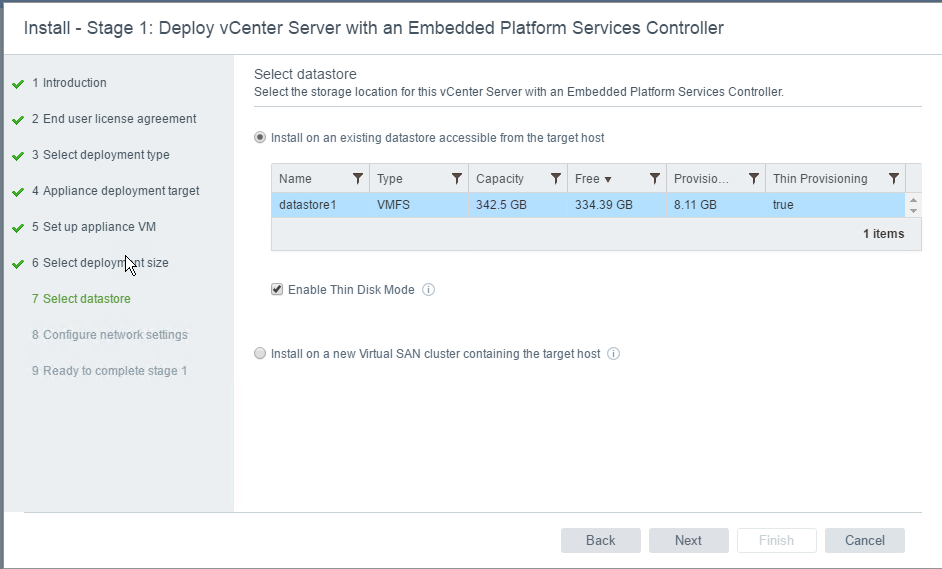 Install - Stage 1: Deploy vCenter Server with an Embedded Platform Services Controller
1 Introduction
2 End user license agreement
3 Select deployment type
4 Appliance deployment target
5 Set up appliance VM
6 Select deployment size
7 Select datastore
8 Configure network settings
9 Ready to complete stage 1
Select datastore
Select the storage location for this vCenter Server with an Embedded Platform Services Controller.
Install on an existing datastore accessible from the target host
Name Type Capacity Free Provisio... Thin Provisioning
datastore1 VMFS 342.5 GB 334.39 GB 8.11 GB true
1 items
Enable Thin Disk Mode
Install on a new Virtual SAN cluster containing the target host
Back Next Finish Cancel